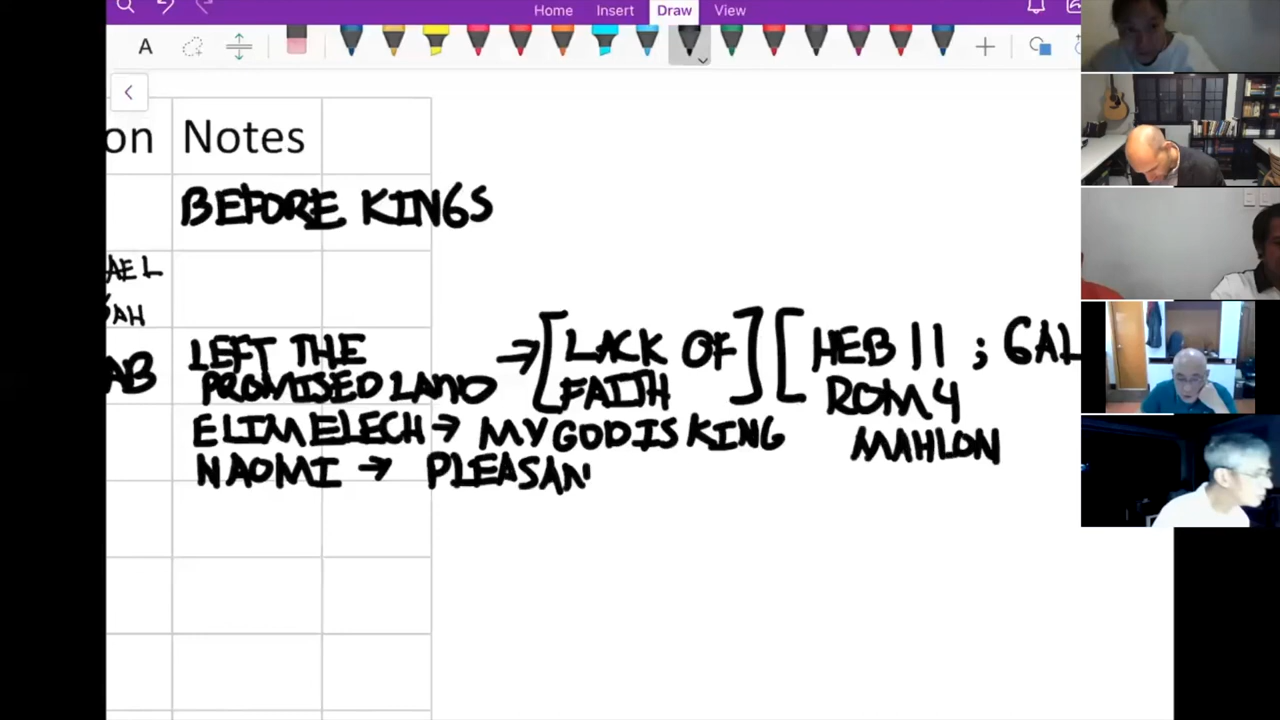 Home Insert Draw View
A
on Notes
BEFORE KINGS
AEL
AH
AB LEFT THE PROMISED LAND → [LACK OF FAITH] [HEB 11 ; GAL
ROM 4
ELIMELECH → MY GOD IS KING MAHLON
NAOMI → PLEASAN